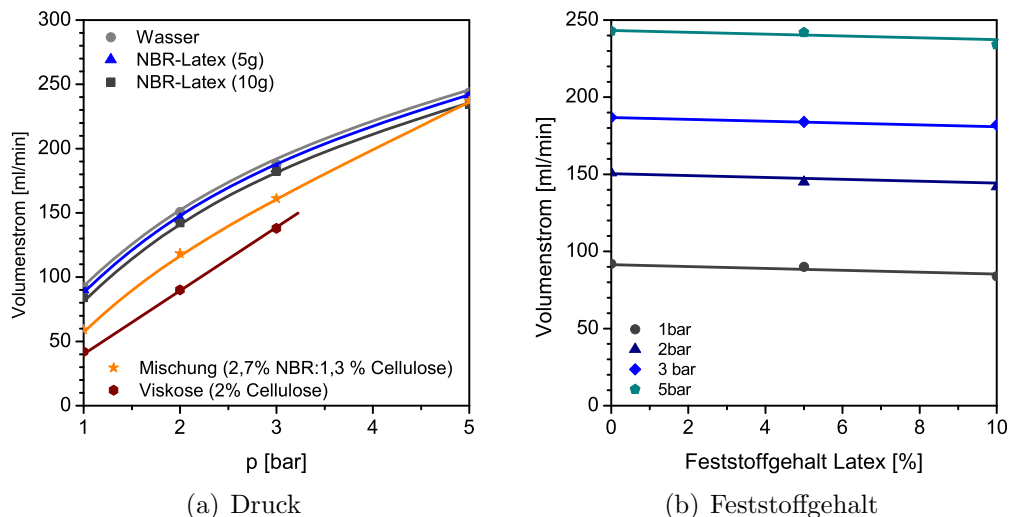 300
250
200
150
100
50
0
Volumenstrom [ml/min]
Wasser
NBR-Latex (5g)
NBR-Latex (10g)
Mischung (2,7% NBR:1,3 % Cellulose)
Viskose (2% Cellulose)
1 2 3 4 5
p [bar]
(a) Druck
250
200
150
100
50
0
Volumenstrom [ml/min]
1bar
2bar
3 bar
5bar
0 2 4 6 8 10
Feststoffgehalt Latex [%]
(b) Feststoffgehalt